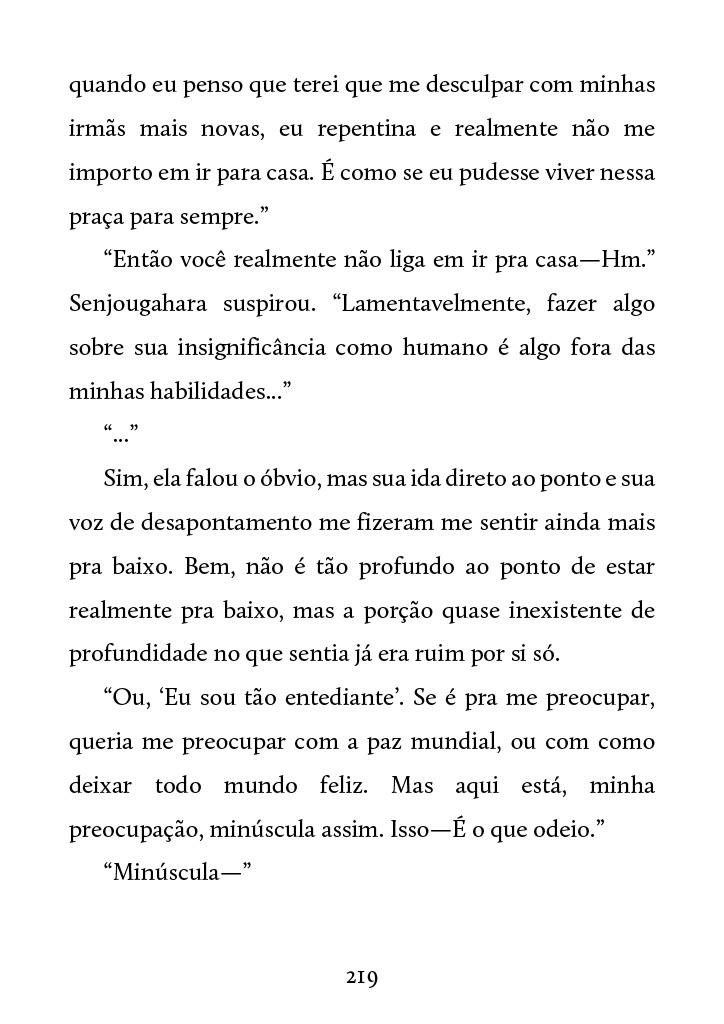 quando eu penso que terei que me desculpar com minhas
irmãs mais novas, eu repentina e realmente não me
importo em ir para casa. É como se eu pudesse viver nessa
praça para sempre.”
“Então você realmente não liga em ir pra casa—Hm.”
Senjougahara suspirou. “Lamentavelmente, fazer algo
sobre sua insignificância como humano é algo fora das
minhas habilidades...”
“...”
Sim, ela falou o óbvio, mas sua ida direto ao ponto e sua
voz de desapontamento me fizeram me sentir ainda mais
pra baixo. Bem, não é tão profundo ao ponto de estar
realmente pra baixo, mas a porção quase inexistente de
profundidade no que sentia já era ruim por si só.
“Ou, ‘Eu sou tão entediante’. Se é pra me preocupar,
queria me preocupar com a paz mundial, ou com como
deixar todo mundo feliz. Mas aqui está, minha
preocupação, minúscula assim. Isso—É o que odeio.”
“Minúscula—”
219